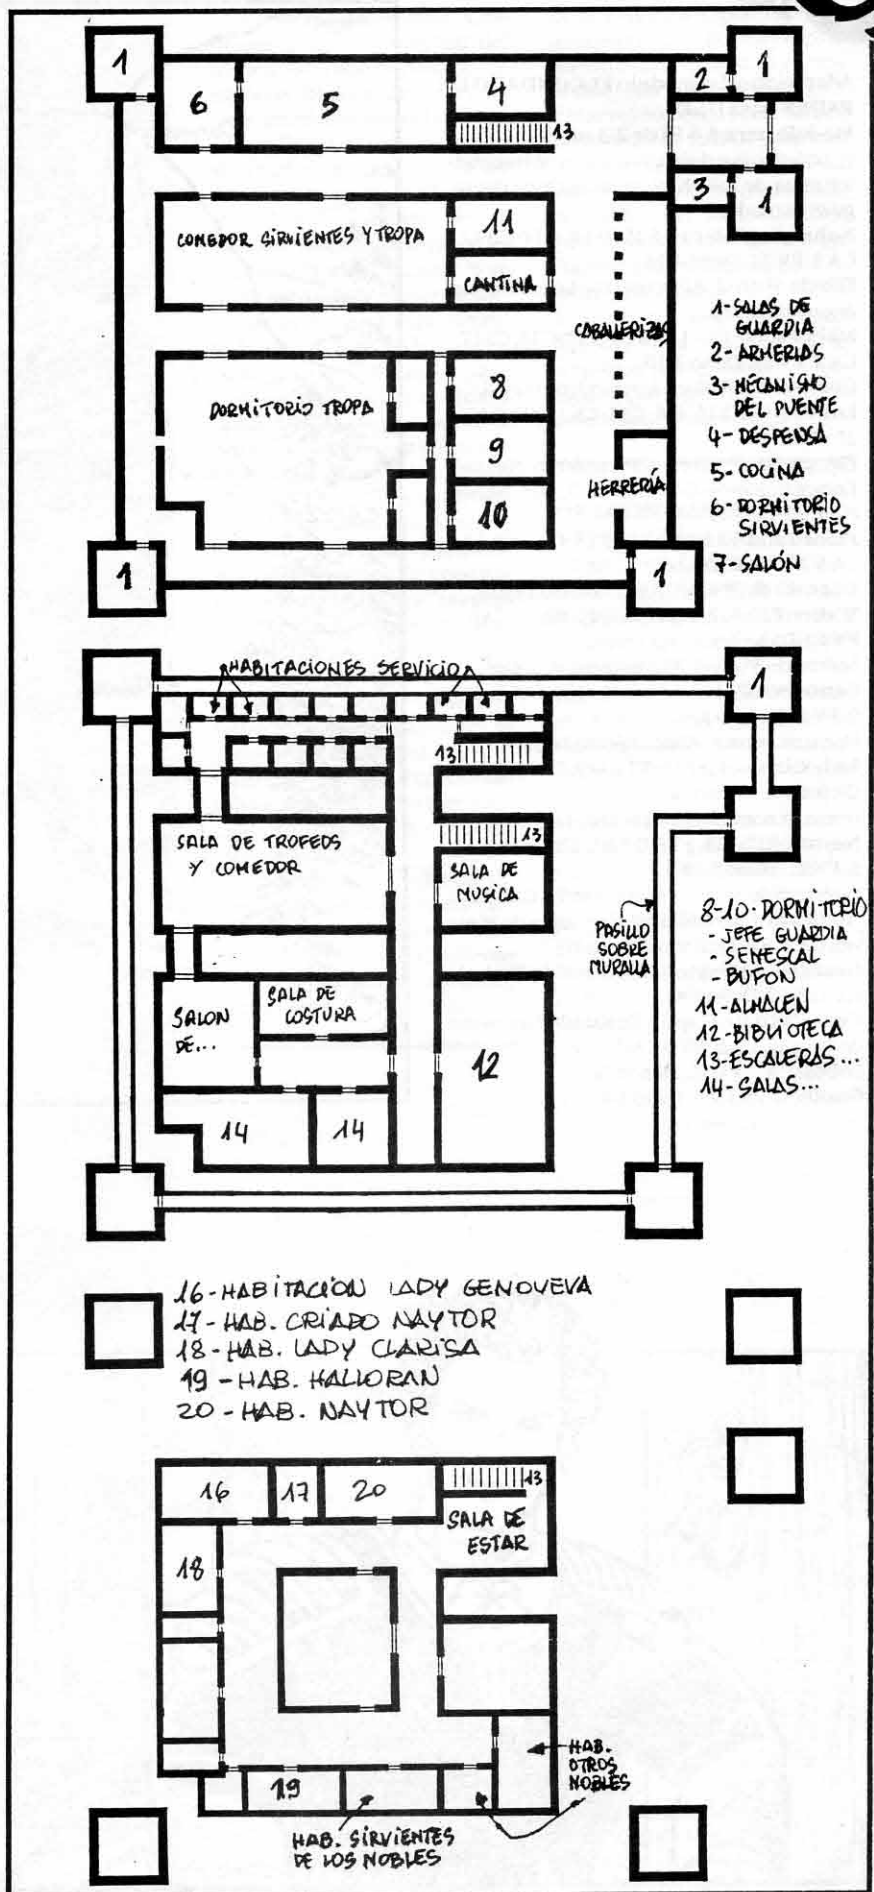 1
1
6
5
4
2
13
3
1
COMEDOR SIRVIENTES Y TROPA
11
CANTINA
CABALLERIZAS
DORMITORIO TROPA
8
9
10
HERRERÍA
1
1
1-SALAS DE
GUARDIA
2-ARMERIAS
3-MECANISMO
DEL PUENTE
4-DESPENSA
5-COCINA
6-DORMITORIO
SIRVIENTES
7-SALÓN
HABITACIONES SERVICIO
1
13
SALA DE TROFEOS
Y COMEDOR
13
SALA DE
MUSICA
PASILLO
SOBRE
MURALLA
SALON
DE...
SALA DE
COSTURA
12
14
14
8-10-DORMITORIO
- JEFE GUARDIA
- SENESCAL
- BUFON
11-ALMACEN
12-BIBLIOTECA
13-ESCALERAS...
14-SALAS...
16-HABITACION LADY GENOVEVA
17-HAB. CRIADO NAYTOR
18-HAB. LADY CLARISA
19-HAB. HALLORAN
20-HAB. NAYTOR
16
17
20
13
SALA DE
ESTAR
18
19
HAB.
OTROS
NOBLES
HAB. SIRVIENTES
DE LOS NOBLES